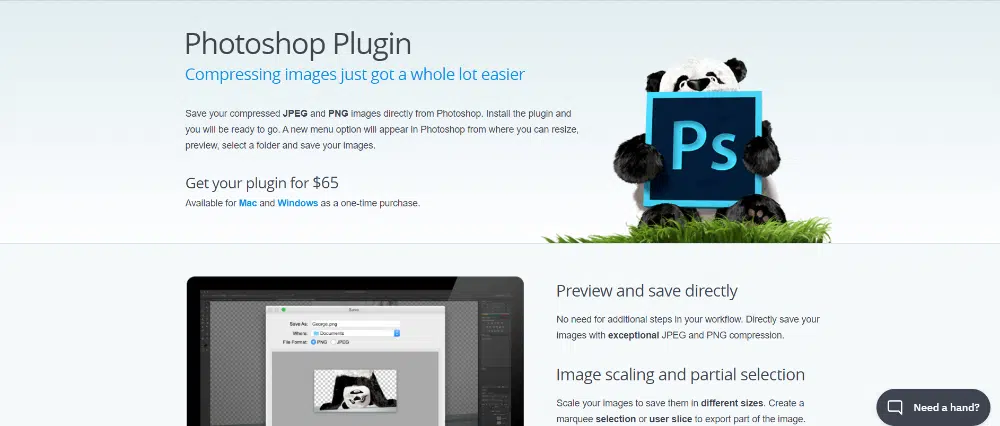 Photoshop Plugin
Compressing images just got a whole lot easier
Save your compressed JPEG and PNG images directly from Photoshop. Install the plugin and
you will be ready to go. A new menu option will appear in Photoshop from where you can resize,
preview, select a folder and save your images.
Get your plugin for $65
Available for Mac and Windows as a one-time purchase.
Ps
Save As: George.png
Where: Documents
File Format: PNG JPEG
Preview and save directly
No need for additional steps in your workflow. Directly save your
images with exceptional JPEG and PNG compression.
Image scaling and partial selection
Scale your images to save them in different sizes. Create a
marquee selection or user slice to export part of the image.
Need a hand?